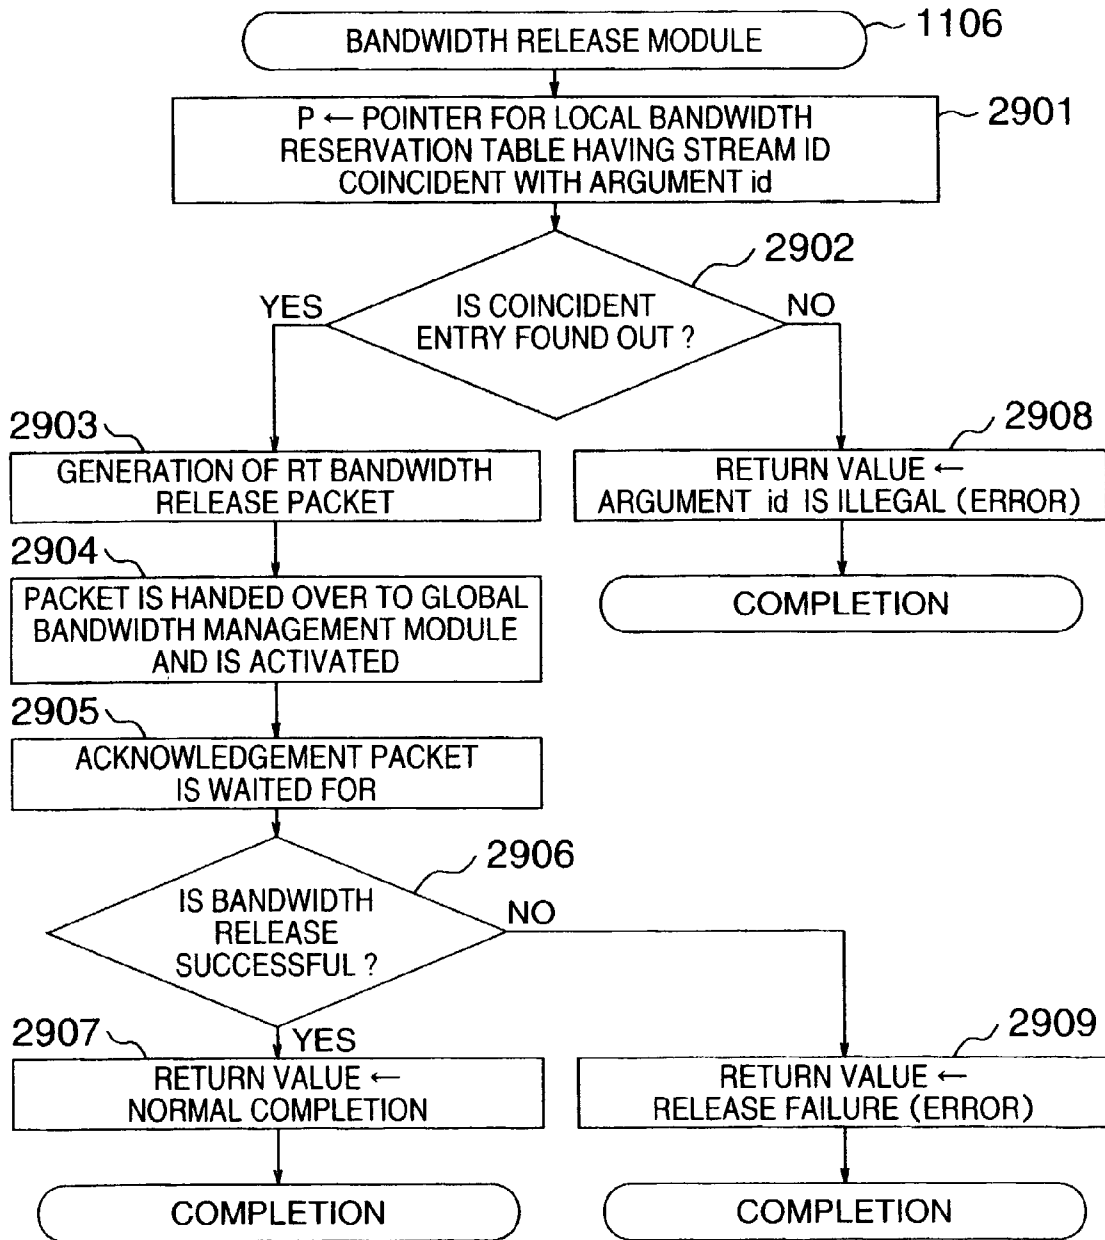 BANDWIDTH RELEASE MODULE
1106
P ← POINTER FOR LOCAL BANDWIDTH
RESERVATION TABLE HAVING STREAM ID
COINCIDENT WITH ARGUMENT id
2901
2902
IS COINCIDENT
ENTRY FOUND OUT ?
YES
NO
2903
GENERATION OF RT BANDWIDTH
RELEASE PACKET
2908
RETURN VALUE ←
ARGUMENT id IS ILLEGAL (ERROR)
COMPLETION
2904
PACKET IS HANDED OVER TO GLOBAL
BANDWIDTH MANAGEMENT MODULE
AND IS ACTIVATED
2905
ACKNOWLEDGEMENT PACKET
IS WAITED FOR
2906
IS BANDWIDTH
RELEASE
SUCCESSFUL ?
NO
YES
2907
RETURN VALUE ←
NORMAL COMPLETION
COMPLETION
2909
RETURN VALUE ←
RELEASE FAILURE (ERROR)
COMPLETION